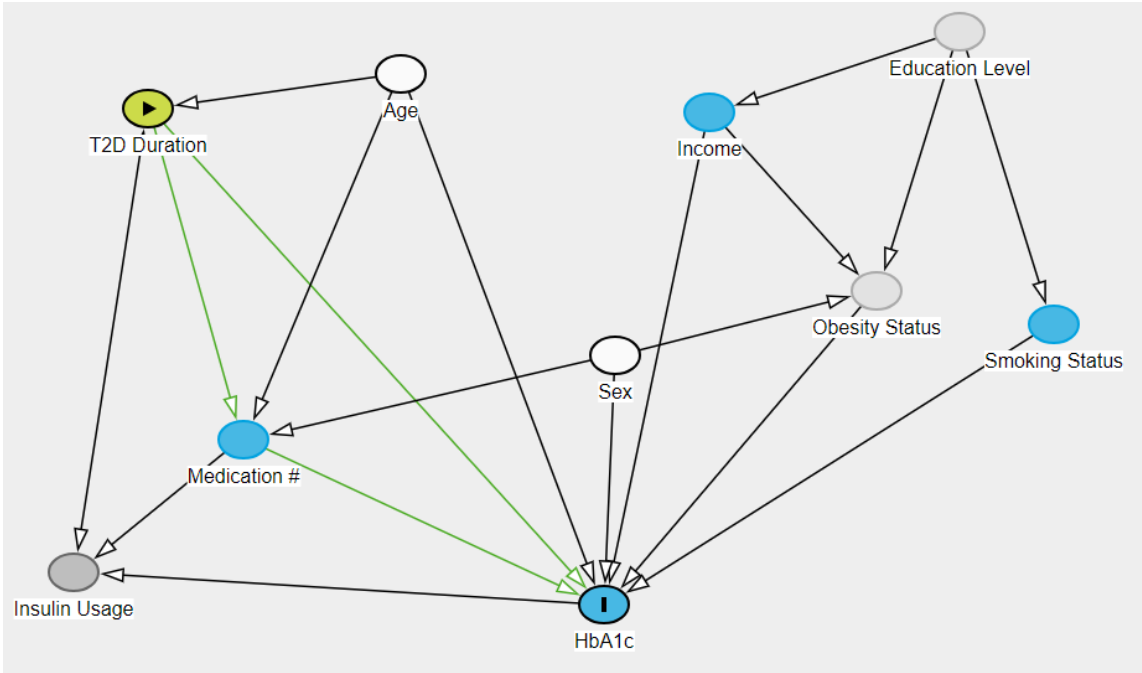 Education Level
Age
T2D Duration
Income
Obesity Status
Smoking Status
Sex
Medication #
Insulin Usage
HbA1c